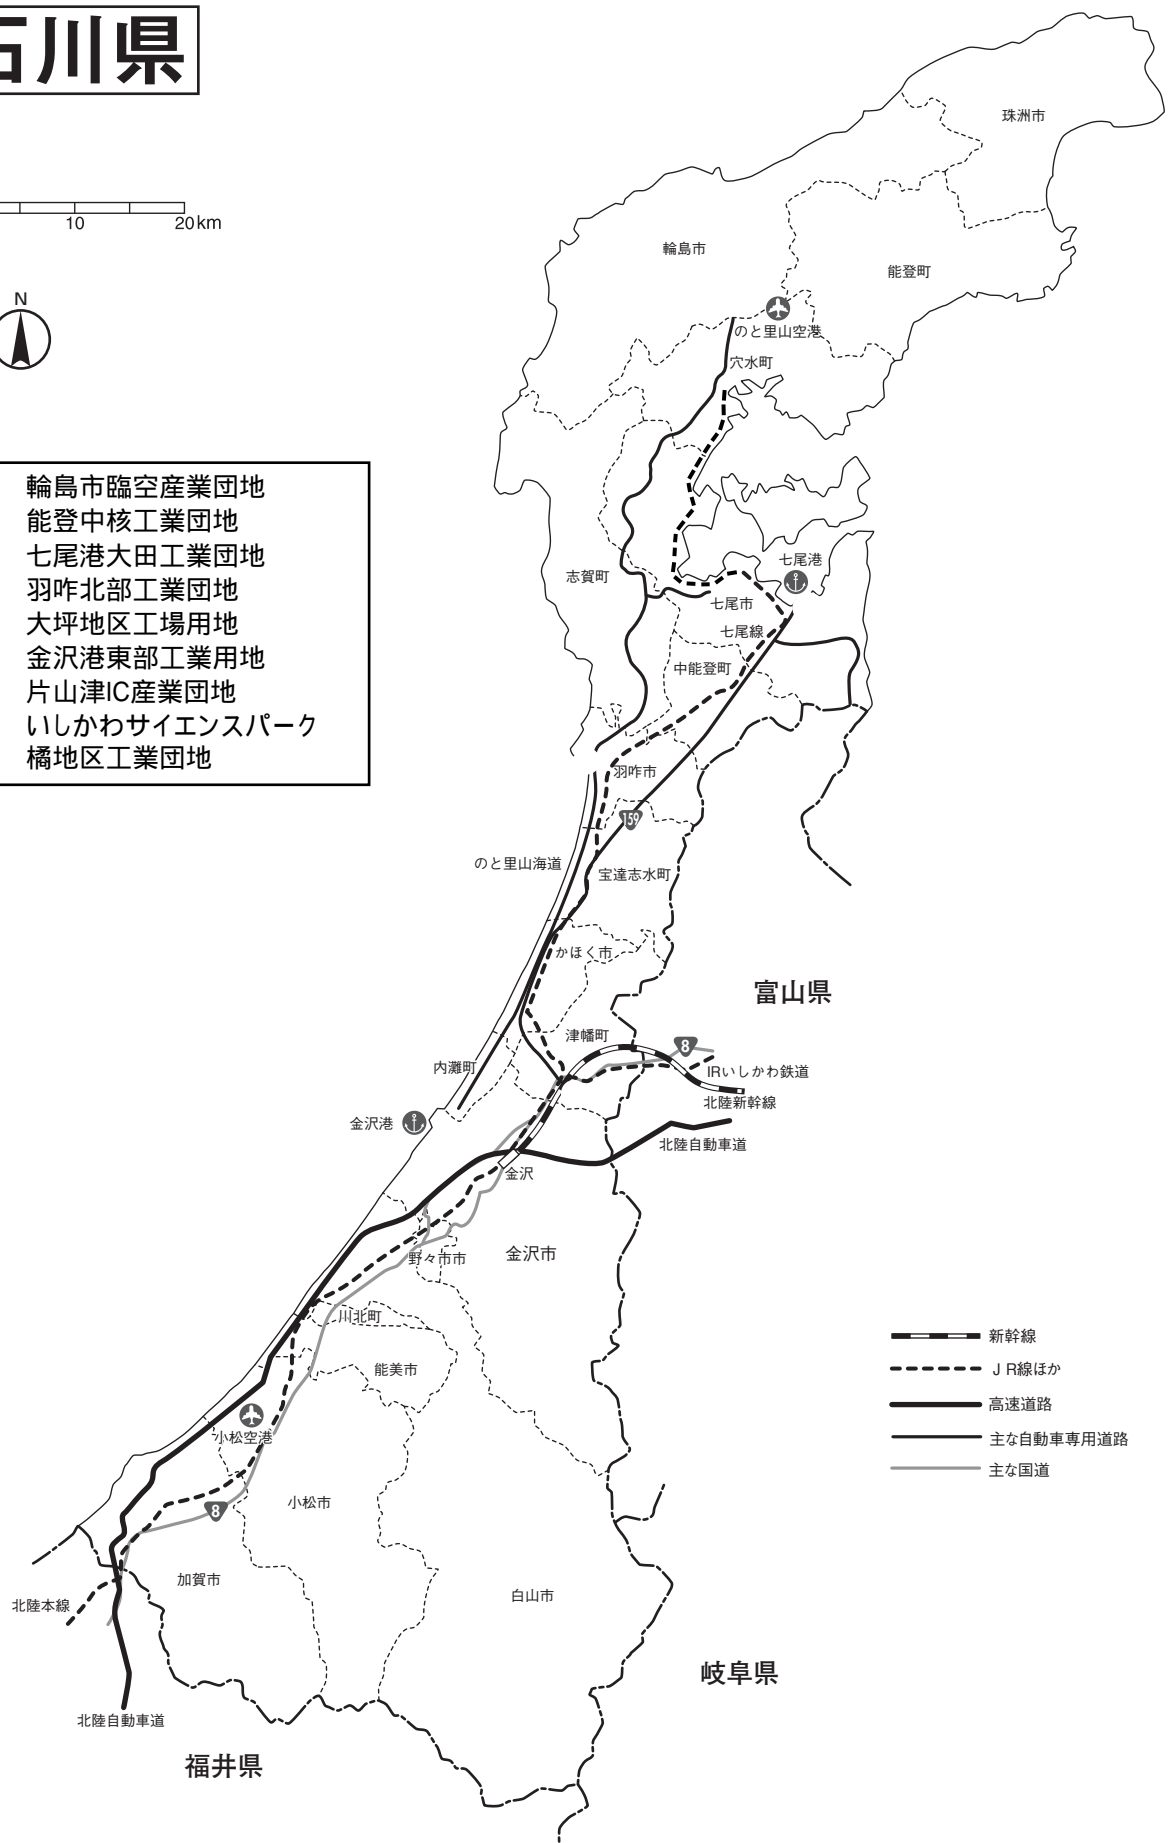 石川県
10
20km
N
輪島市臨空産業団地
能登中核工業団地
七尾港大田工業団地
羽咋北部工業団地
大坪地区工場用地
金沢港東部工業用地
片山津IC産業団地
いしかわサイエンスパーク
橘地区工業団地
珠洲市
輪島市
能登町
のと里山空港
穴水町
七尾港
志賀町
七尾市
七尾線
中能登町
羽咋市
159
のと里山海道
宝達志水町
かほく市
富山県
津幡町
8
内灘町
IRいしかわ鉄道
北陸新幹線
金沢港
北陸自動車道
金沢
金沢市
野々市市
川北町
能美市
小松空港
小松市
8
加賀市
白山市
北陸本線
岐阜県
北陸自動車道
福井県
新幹線
JR線ほか
高速道路
主な自動車専用道路
主な国道